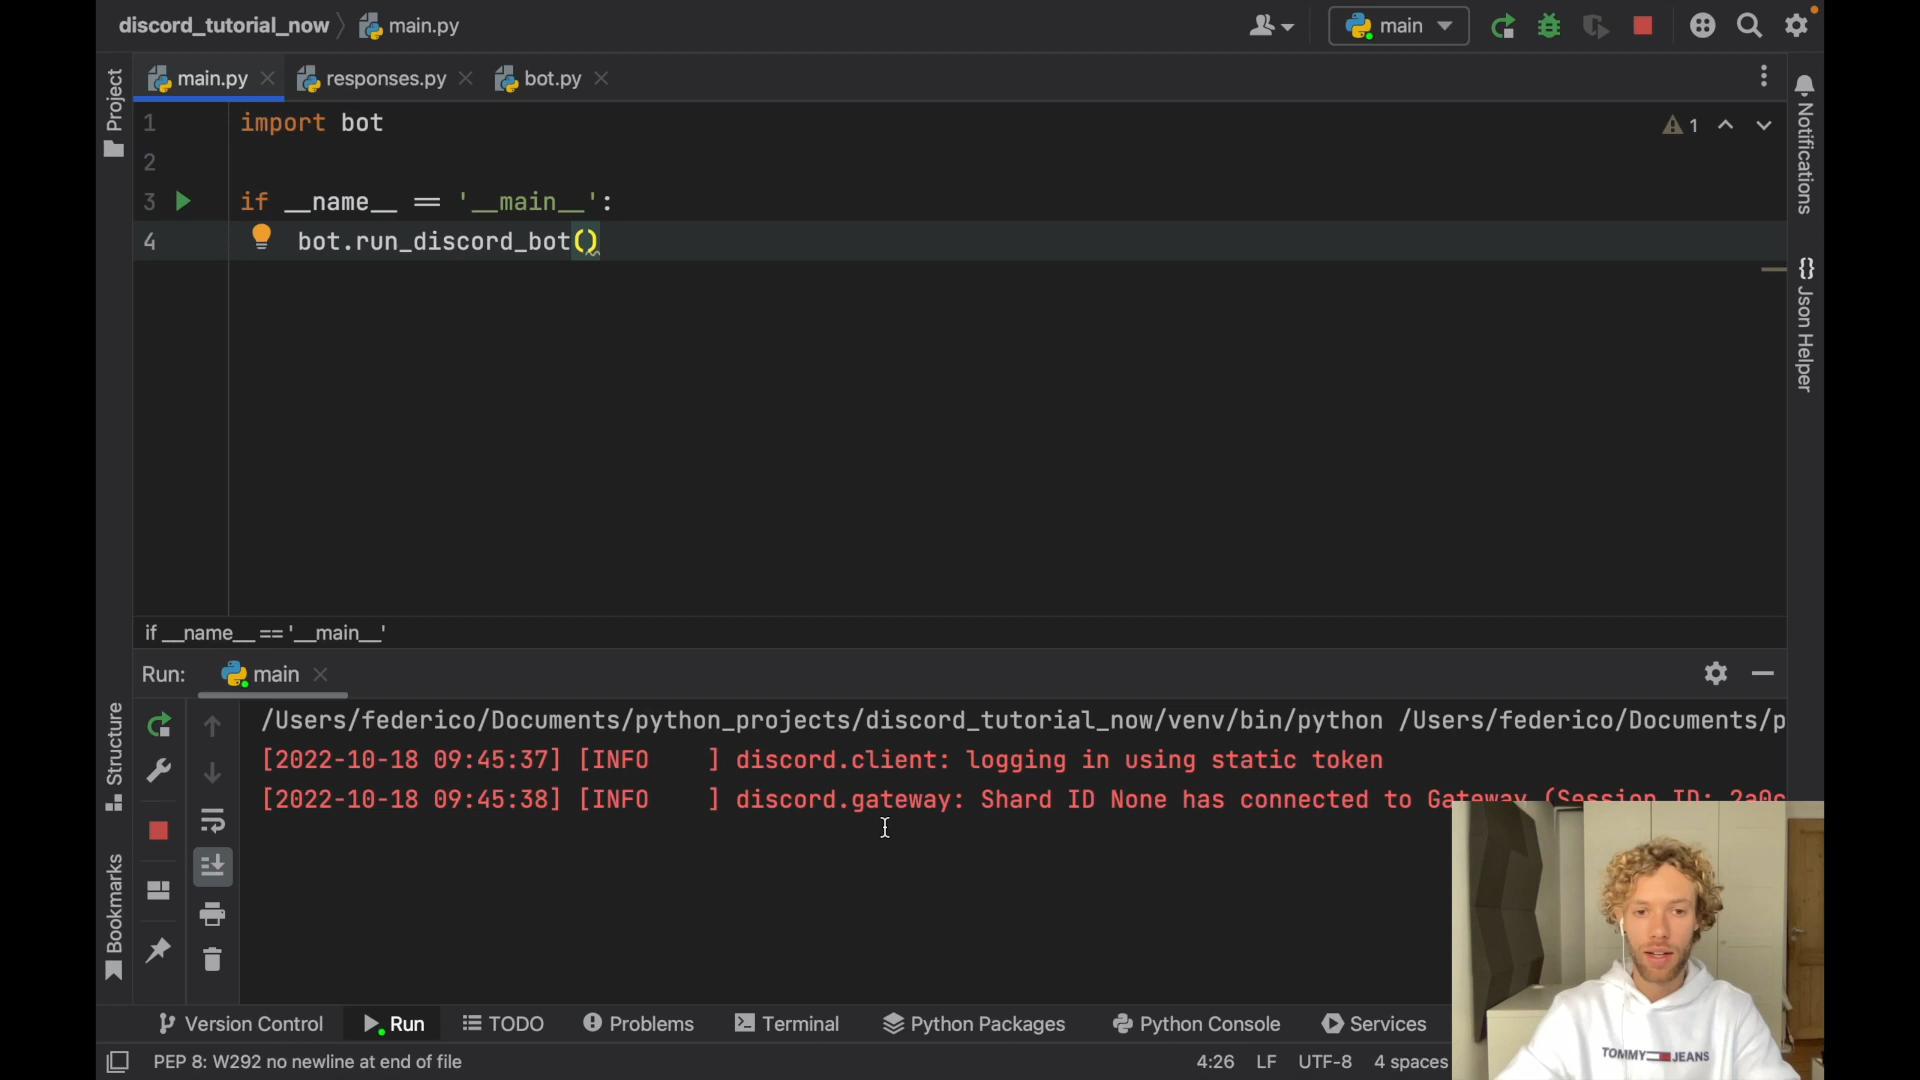 discord_tutorial_now
main.py
main
main.py
responses.py
bot.py
Project
1
import bot
1
2
3
if __name__ == '__main__':
4
bot.run_discord_bot()
Notifications
{} Json Helper
if __name__ == '__main__'
Run:
main
/Users/federico/Documents/python_projects/discord_tutorial_now/venv/bin/python /Users/federico/Documents/p
[2022-10-18 09:45:37] [INFO    ] discord.client: logging in using static token
[2022-10-18 09:45:38] [INFO    ] discord.gateway: Shard ID None has connected to Gateway (Session ID: 2a0c
Structure
Bookmarks
Version Control
Run
TODO
Problems
Terminal
Python Packages
Python Console
Services
PEP 8: W292 no newline at end of file
4:26
LF
UTF-8
4 spaces
TOMMY JEANS